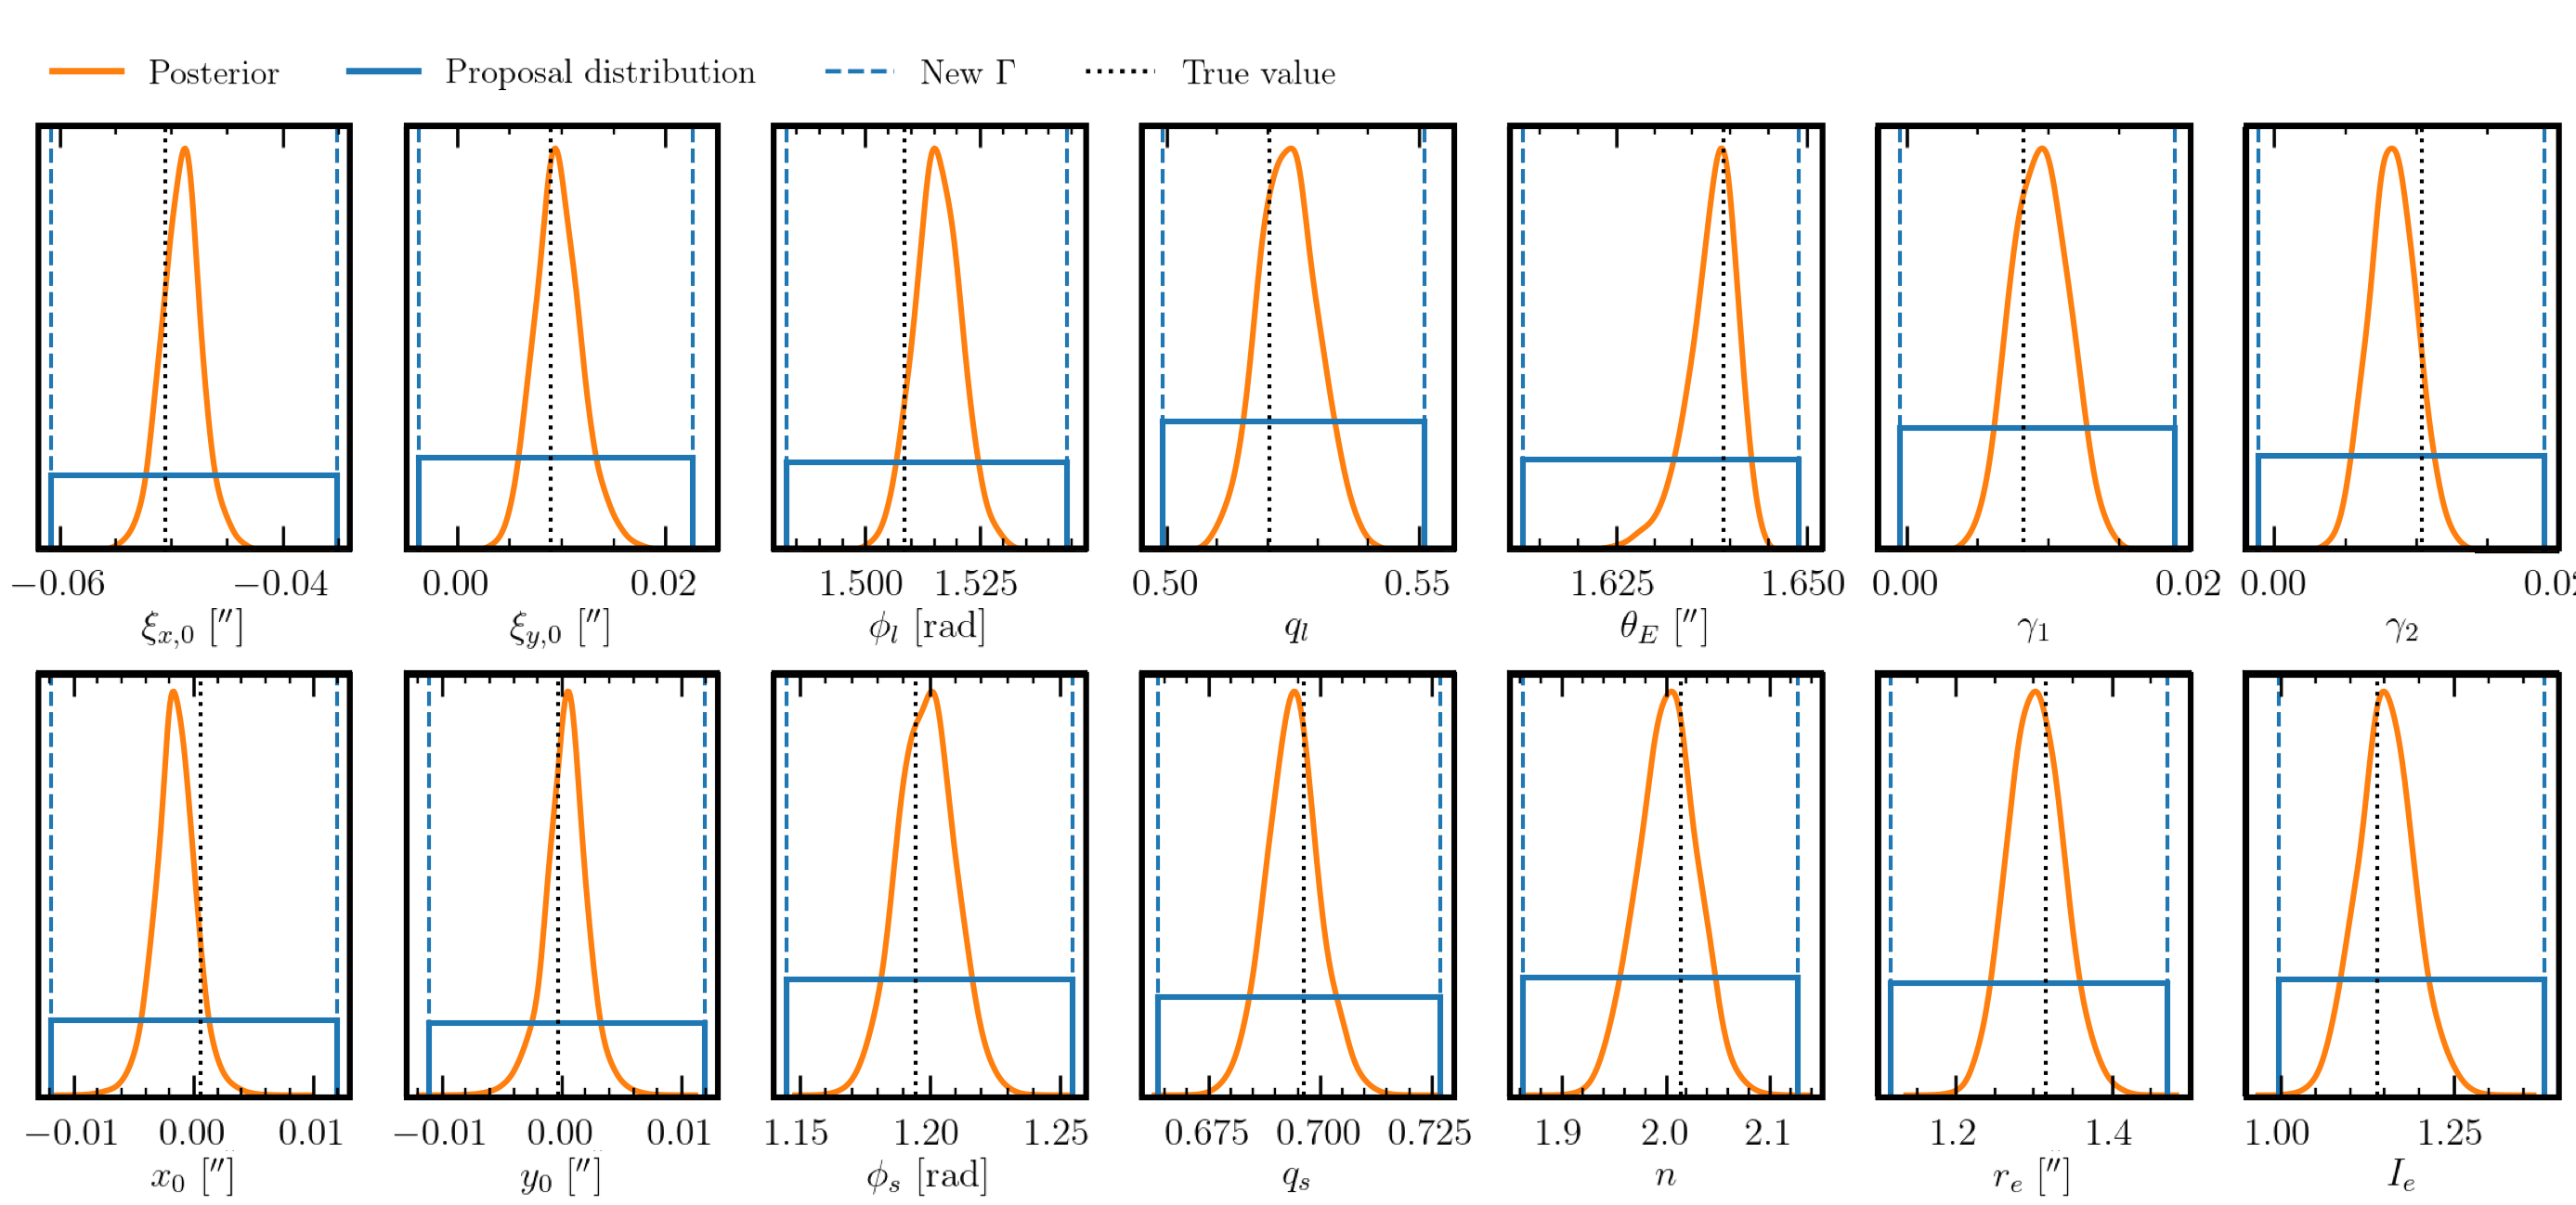 Posterior Proposal distribution New Γ True value
−0.06 −0.04 0.00 0.02 1.500 1.525 0.50 0.55 1.625 1.650 0.00 0.02 0.00
ξx,0 [″] ξy,0 [″] ϕl [rad] ql θE [″] γ1 γ2
−0.01 0.00 0.01 −0.01 0.00 0.01 1.15 1.20 1.25 0.675 0.700 0.725 1.9 2.0 2.1 1.2 1.4 1.00 1.25
x0 [″] y0 [″] ϕs [rad] qs n re [″] Ie